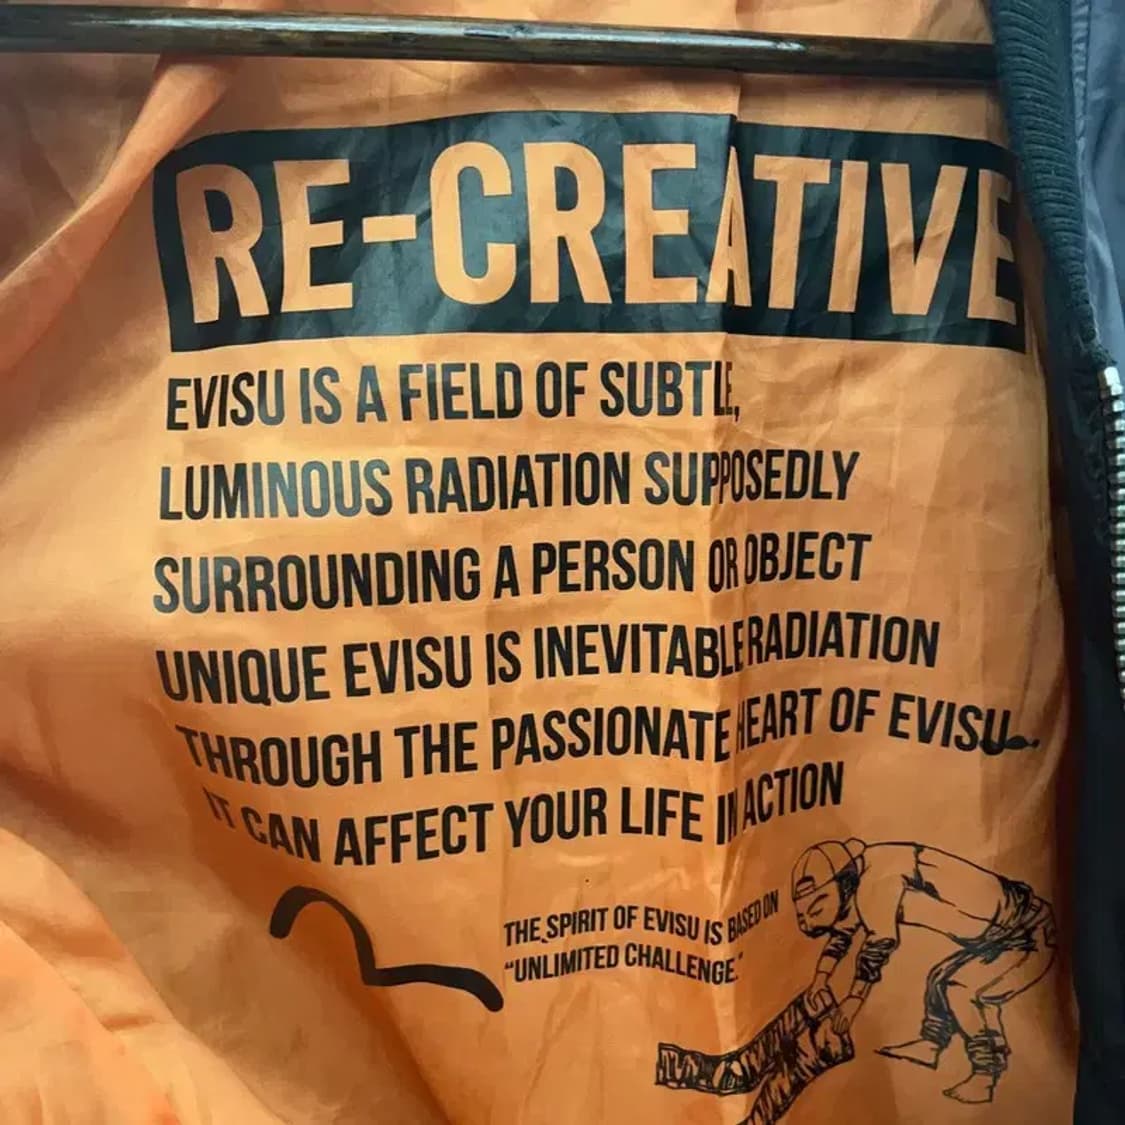 RE-CREATIVE
EVISU IS A FIELD OF SUBTLE,
LUMINOUS RADIATION SUPPOSEDLY
SURROUNDING A PERSON OR OBJECT
UNIQUE EVISU IS INEVITABLE RADIATION
THROUGH THE PASSIONATE HEART OF EVISU.
IT CAN AFFECT YOUR LIFE IN ACTION
THE SPIRIT OF EVISU IS BASED ON
"UNLIMITED CHALLENGE."